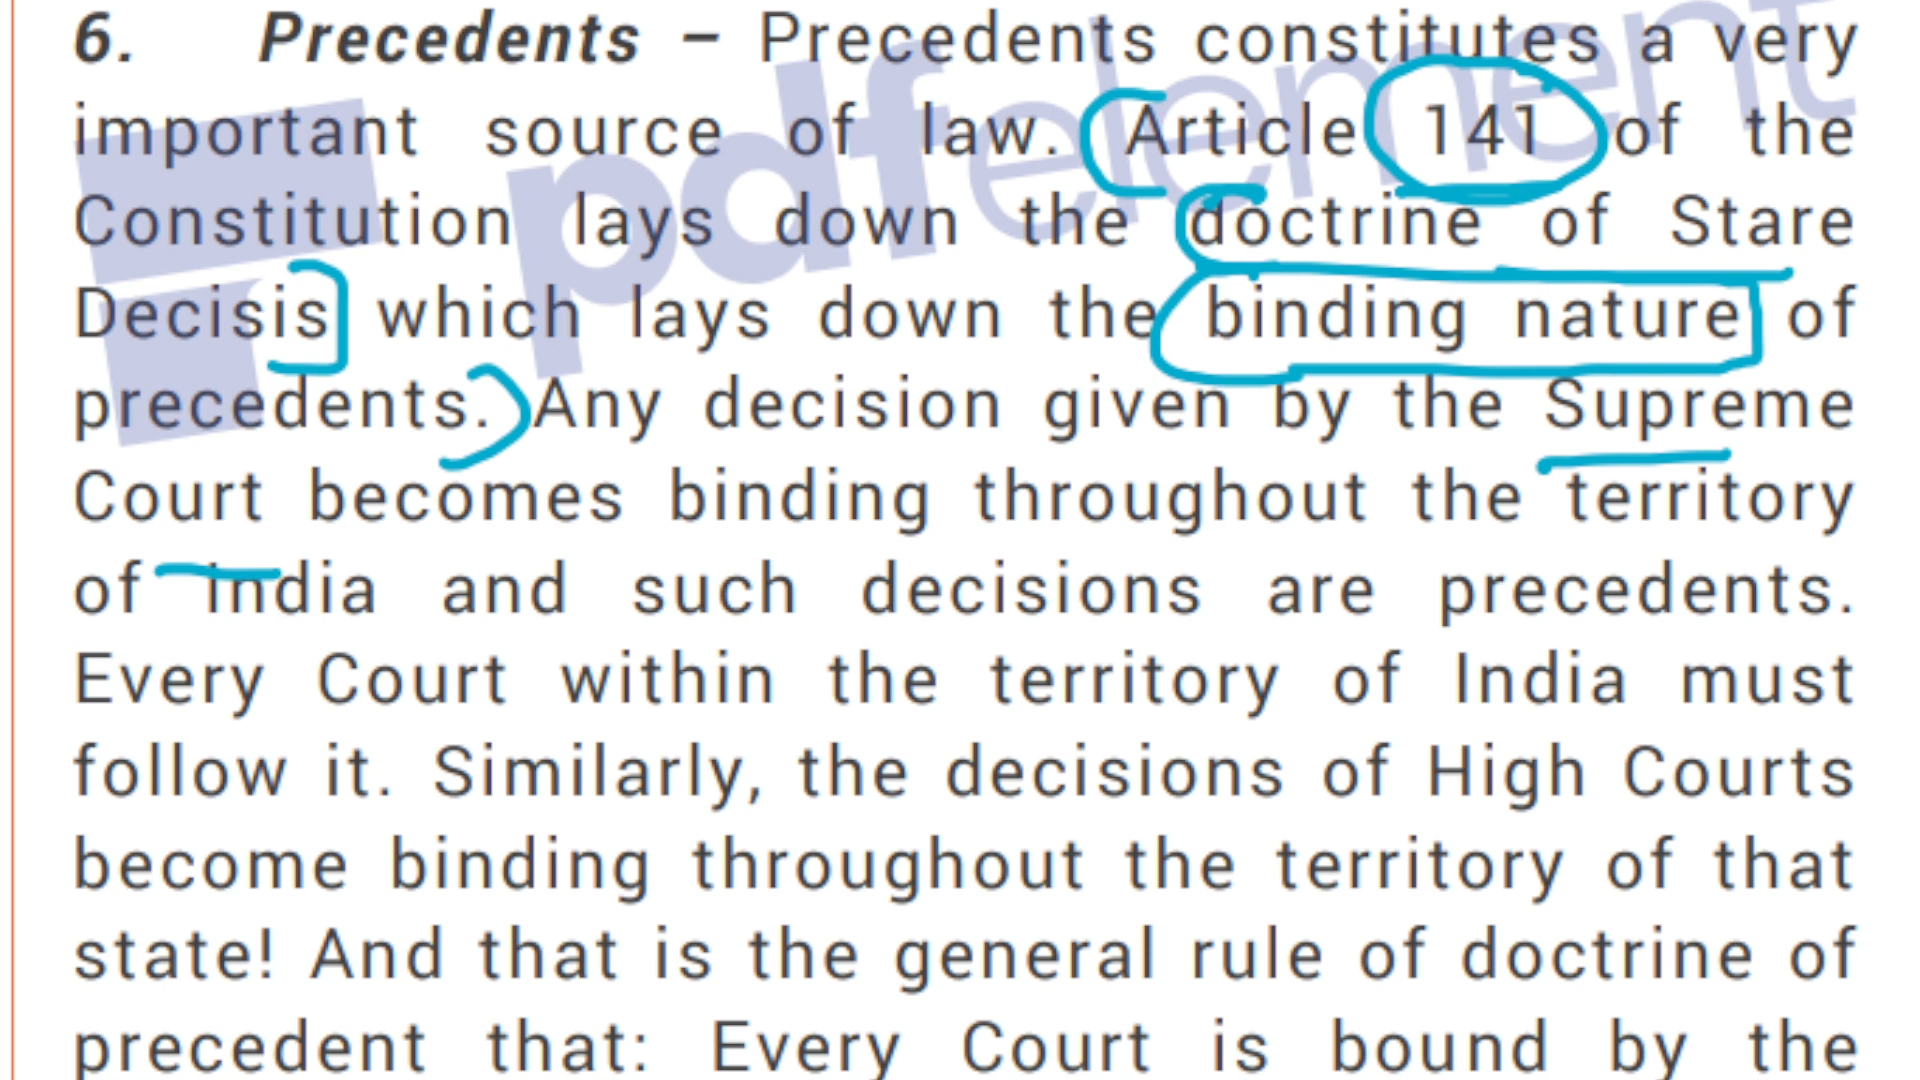 6. Precedents – Precedents constitutes a very
important source of law. Article 141 of the
Constitution lays down the doctrine of Stare
Decisis which lays down the binding nature of
precedents. Any decision given by the Supreme
Court becomes binding throughout the territory
of India and such decisions are precedents.
Every Court within the territory of India must
follow it. Similarly, the decisions of High Courts
become binding throughout the territory of that
state! And that is the general rule of doctrine of
precedent that: Every Court is bound by the
pdfelement